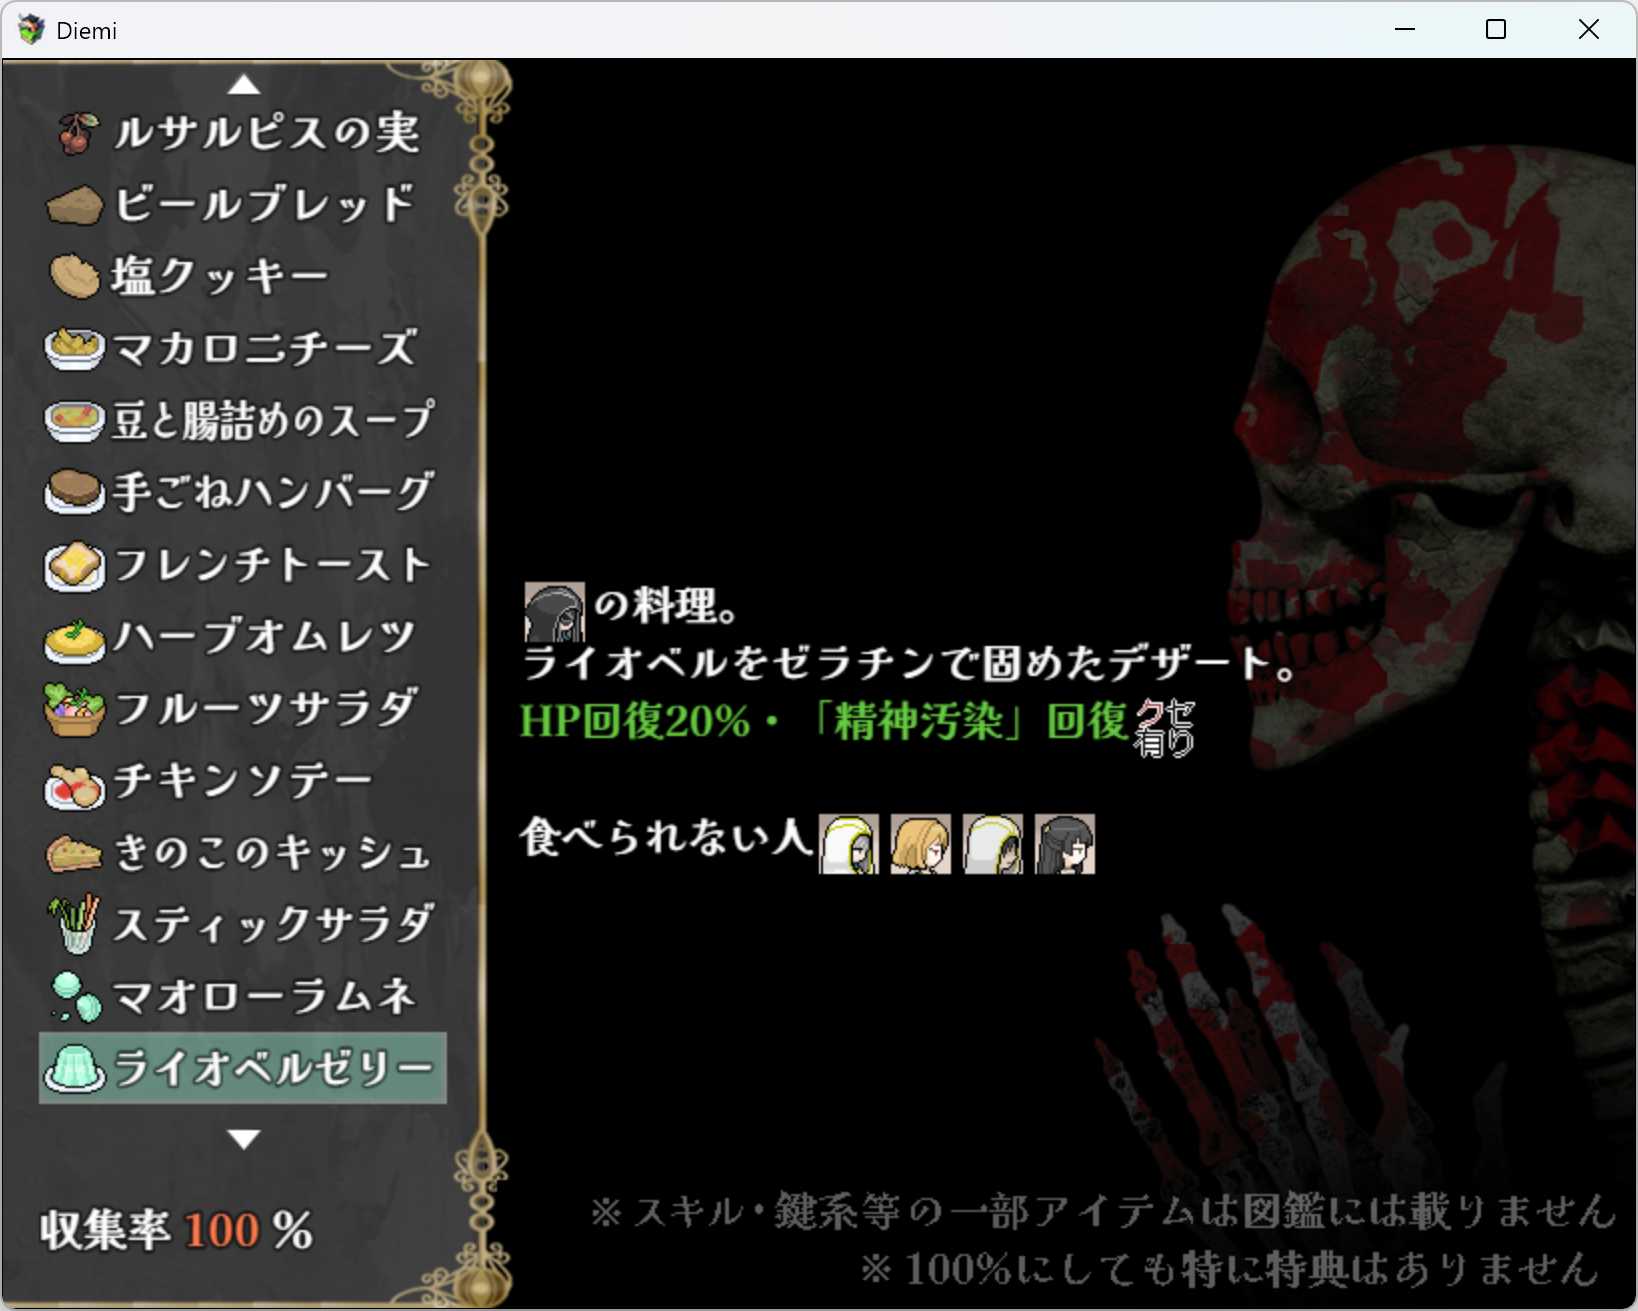 Diemi
ルサルピスの実
ビールブレッド
塩クッキー
マカロニチーズ
豆と腸詰めのスープ
手ごねハンバーグ
フレンチトースト
ハーブオムレツ
フルーツサラダ
チキンソテー
きのこのキッシュ
スティックサラダ
マオローラムネ
ライオベルゼリー
収集率 100 %
の料理。
ライオベルをゼラチンで固めたデザート。
HP回復20%・「精神汚染」回復 クセ有り
食べられない人
※ スキル・鍵系等の一部アイテムは図鑑には載りません
※ 100%にしても特に特典はありません